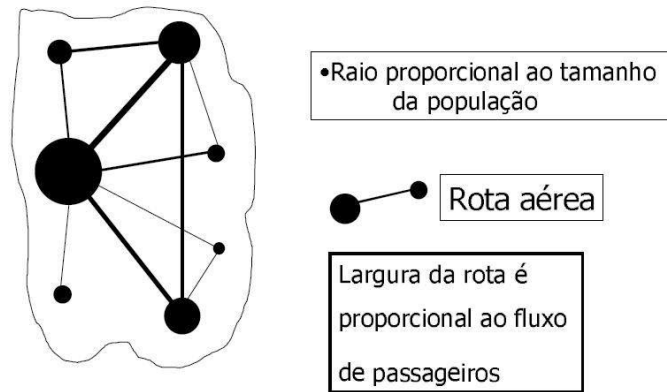 •Raio proporcional ao tamanho
da população
Rota aérea
Largura da rota é
proporcional ao fluxo
de passageiros